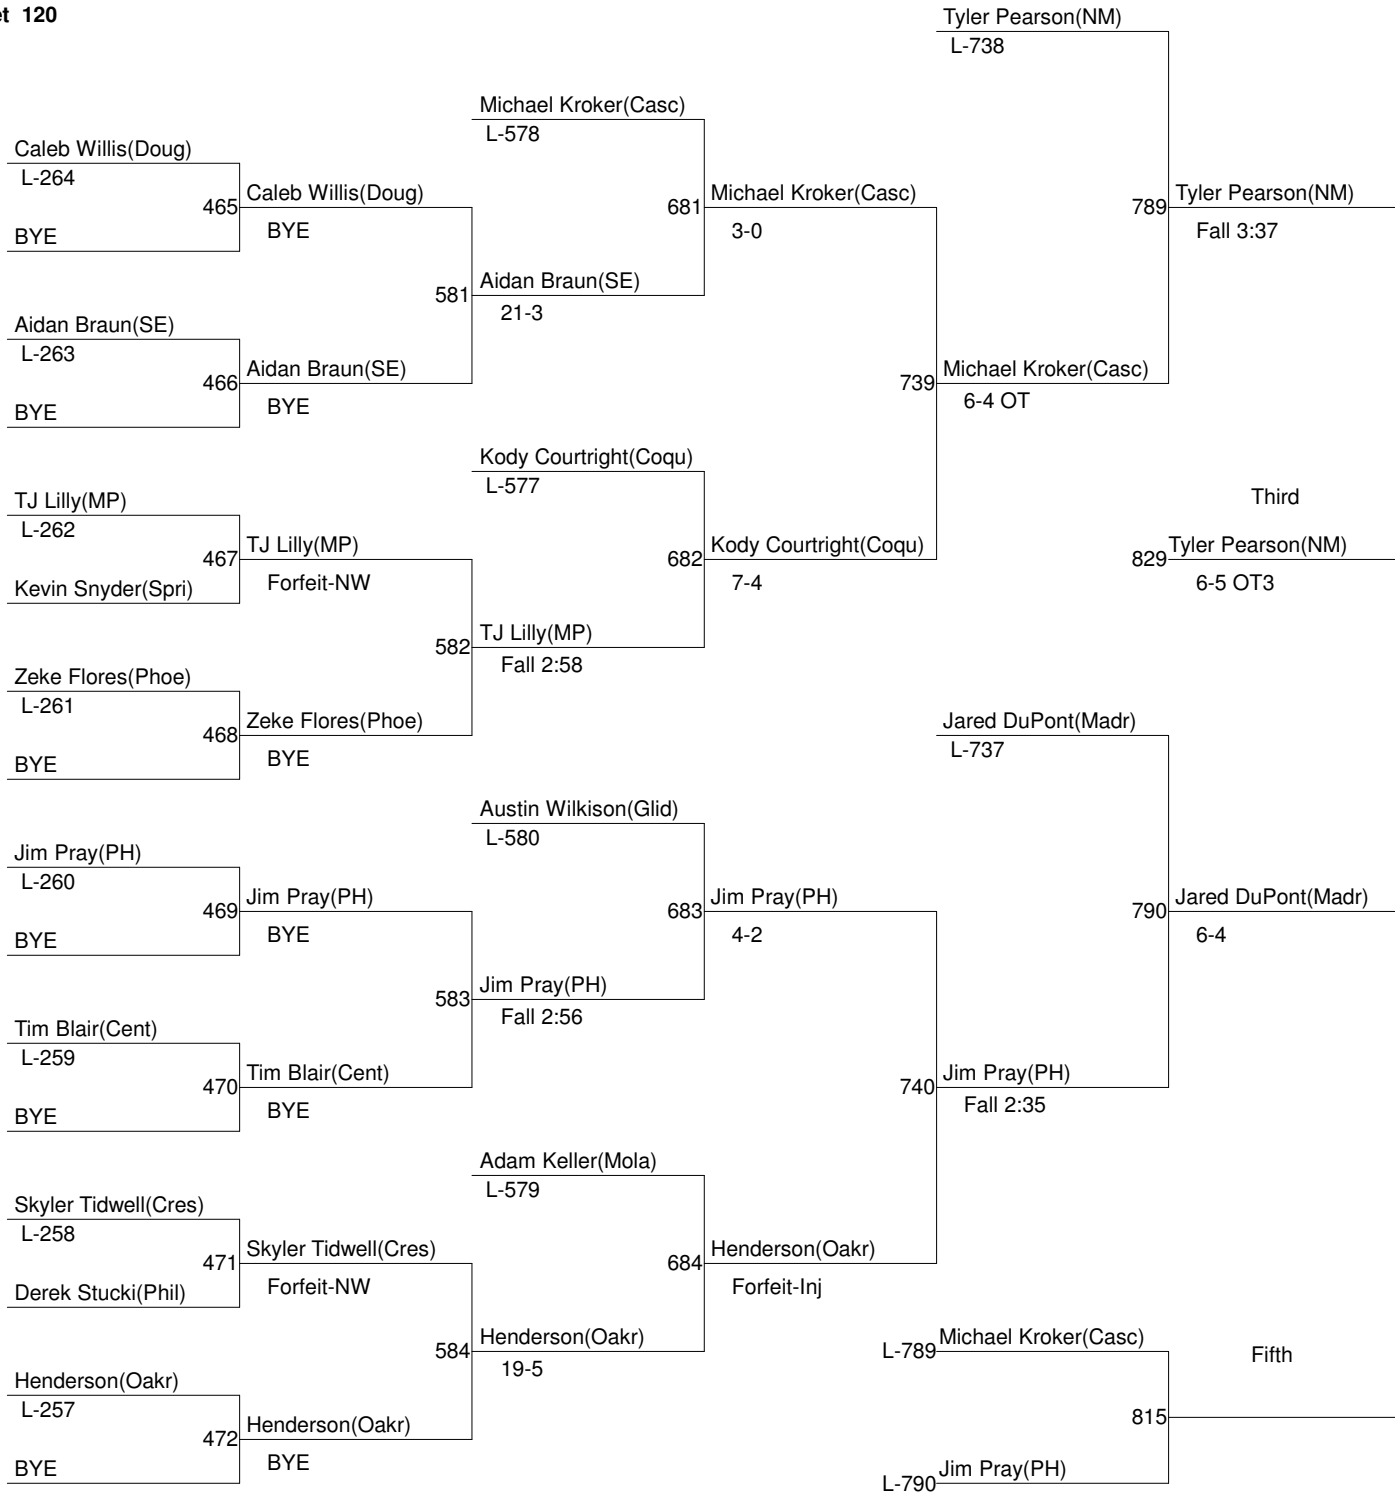 et 120
Tyler Pearson(NM)
L-738
Michael Kroker(Casc)
L-578
Caleb Willis(Doug)
L-264
465
Caleb Willis(Doug)
BYE
BYE
681
Michael Kroker(Casc)
3-0
789
Tyler Pearson(NM)
Fall 3:37
581
Aidan Braun(SE)
21-3
Aidan Braun(SE)
L-263
466
Aidan Braun(SE)
BYE
BYE
739
Michael Kroker(Casc)
6-4 OT
Kody Courtright(Coqu)
L-577
TJ Lilly(MP)
L-262
467
TJ Lilly(MP)
Forfeit-NW
Kevin Snyder(Spri)
682
Kody Courtright(Coqu)
7-4
Third
829
Tyler Pearson(NM)
6-5 OT3
582
TJ Lilly(MP)
Fall 2:58
Zeke Flores(Phoe)
L-261
468
Zeke Flores(Phoe)
BYE
BYE
Jared DuPont(Madr)
L-737
Austin Wilkison(Glid)
L-580
Jim Pray(PH)
L-260
469
Jim Pray(PH)
BYE
BYE
683
Jim Pray(PH)
4-2
790
Jared DuPont(Madr)
6-4
583
Jim Pray(PH)
Fall 2:56
Tim Blair(Cent)
L-259
470
Tim Blair(Cent)
BYE
BYE
740
Jim Pray(PH)
Fall 2:35
Adam Keller(Mola)
L-579
Skyler Tidwell(Cres)
L-258
471
Skyler Tidwell(Cres)
Forfeit-NW
Derek Stucki(Phil)
684
Henderson(Oakr)
Forfeit-Inj
584
Henderson(Oakr)
19-5
L-789
Michael Kroker(Casc)
Fifth
Henderson(Oakr)
L-257
472
Henderson(Oakr)
BYE
BYE
815
L-790
Jim Pray(PH)